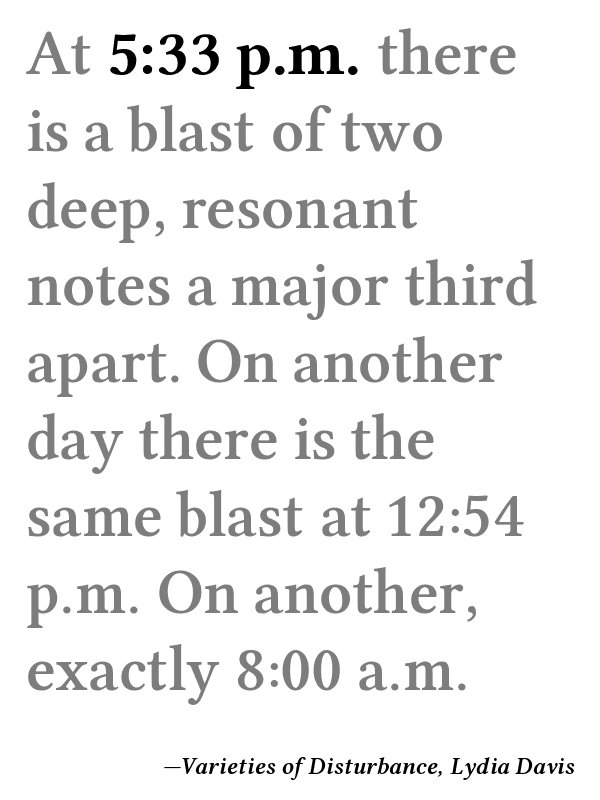 At 5:33 p.m. there
is a blast of two
deep, resonant
notes a major third
apart. On another
day there is the
same blast at 12:54
p.m. On another,
exactly 8:00 a.m.
—Varieties of Disturbance, Lydia Davis